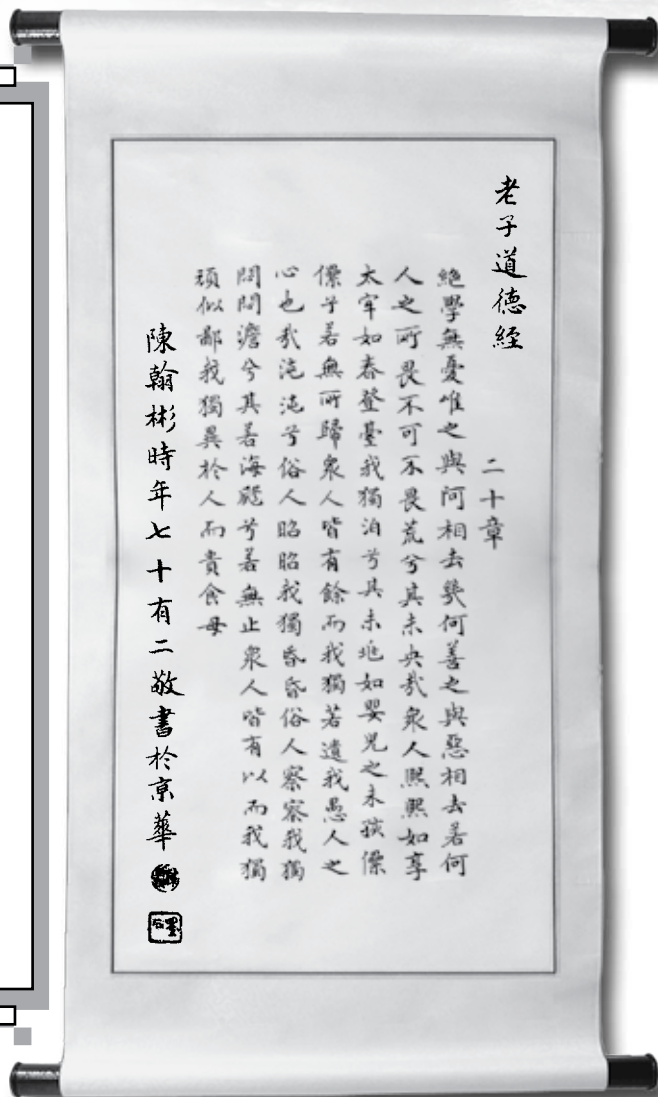 老子道德經
二十章
絶學無憂唯之與阿相去幾何善之與惡相去若何
人之所畏不可不畏荒兮其未央哉衆人熙熙如享
太牢如春登臺我獨泊兮其未兆如嬰兒之未孩儽
儽兮若無所歸衆人皆有餘而我獨若遺我愚人之
心也哉沌沌兮俗人昭昭我獨昏昏俗人察察我獨
悶悶澹兮其若海飂兮若無止衆人皆有以而我獨
頑似鄙我獨異於人而貴食母
陳翰彬時年七十有二敬書於京華
墨石